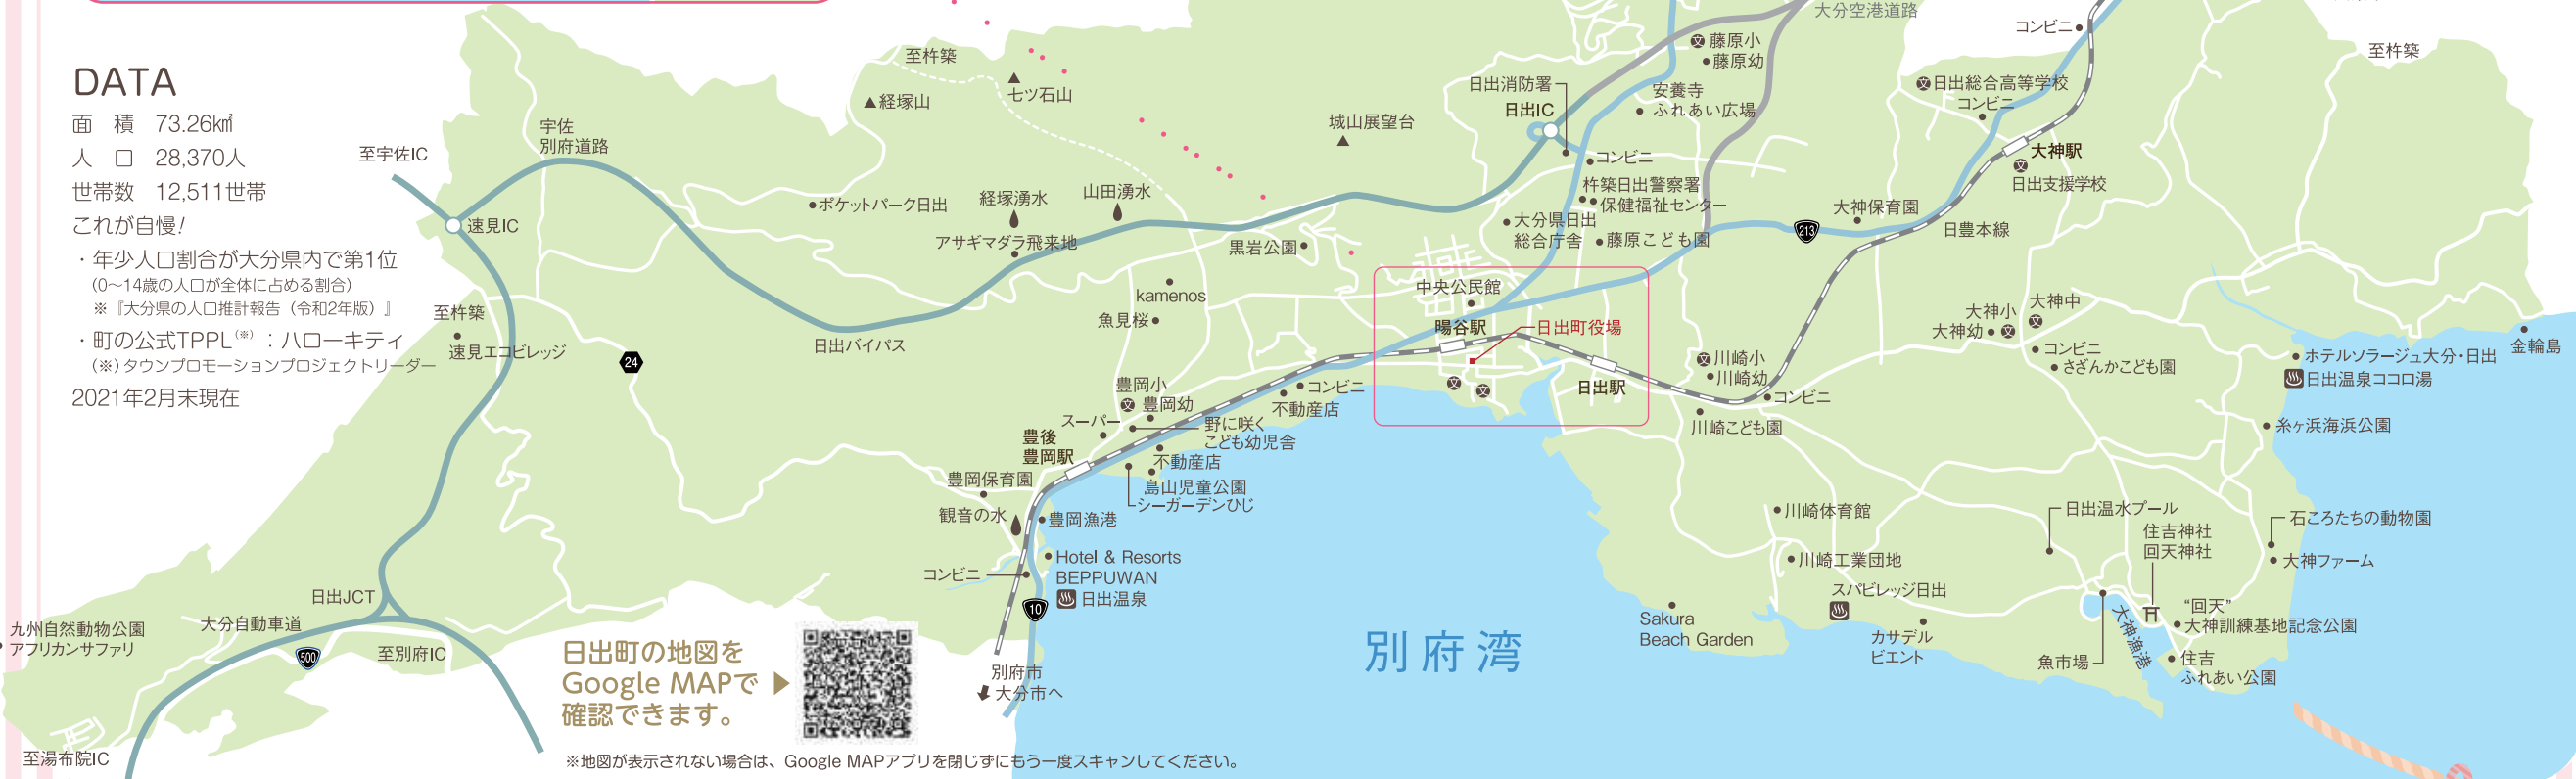 DATA
面 積 73.26k㎡
人 口 28,370人
世帯数 12,511世帯
これが自慢!
・年少人口割合が大分県内で第1位
(0〜14歳の人口が全体に占める割合)
※『大分県の人口推計報告(令和2年版)』
・町の公式TPPL(※):ハローキティ
(※)タウンプロモーションプロジェクトリーダー
2021年2月末現在
至宇佐IC
速見IC
宇佐
別府道路
至杵築
速見エコビレッジ
24
至杵築
経塚山
七ツ石山
ポケットパーク日出
経塚湧水
山田湧水
アサギマダラ飛来地
日出バイパス
城山展望台
黒岩公園
kamenos
魚見桜
大分空港道路
藤原小
藤原幼
日出消防署
日出IC
安養寺
ふれあい広場
コンビニ
杵築日出警察署
保健福祉センター
大分県日出
総合庁舎
藤原こども園
コンビニ
日出総合高等学校
コンビニ
大神駅
日出支援学校
大神保育園
213
日豊本線
至杵築
中央公民館
暘谷駅
日出町役場
日出駅
川崎小
川崎幼
コンビニ
川崎こども園
大神小
大神幼
大神中
コンビニ
さざんかこども園
金輪島
ホテルソラージュ大分・日出
日出温泉ココロ湯
糸ヶ浜海浜公園
豊岡小
豊岡幼
スーパー
豊後
豊岡駅
コンビニ
不動産店
野に咲く
こども幼児舎
不動産店
島山児童公園
シーガーデンひじ
豊岡保育園
観音の水
豊岡漁港
Hotel & Resorts
BEPPUWAN
日出温泉
コンビニ
10
別府市
大分市へ
川崎体育館
川崎工業団地
スパビレッジ日出
Sakura
Beach Garden
カサデル
ビエント
日出温水プール
住吉神社
回天神社
石ころたちの動物園
大神ファーム
“回天”
大神訓練基地記念公園
大神漁港
魚市場
住吉
ふれあい公園
別府湾
日出JCT
大分自動車道
九州自然動物公園
アフリカンサファリ
500
至別府IC
至湯布院IC
日出町の地図を
Google MAPで
確認できます。
※地図が表示されない場合は、Google MAPアプリを閉じずにもう一度スキャンしてください。